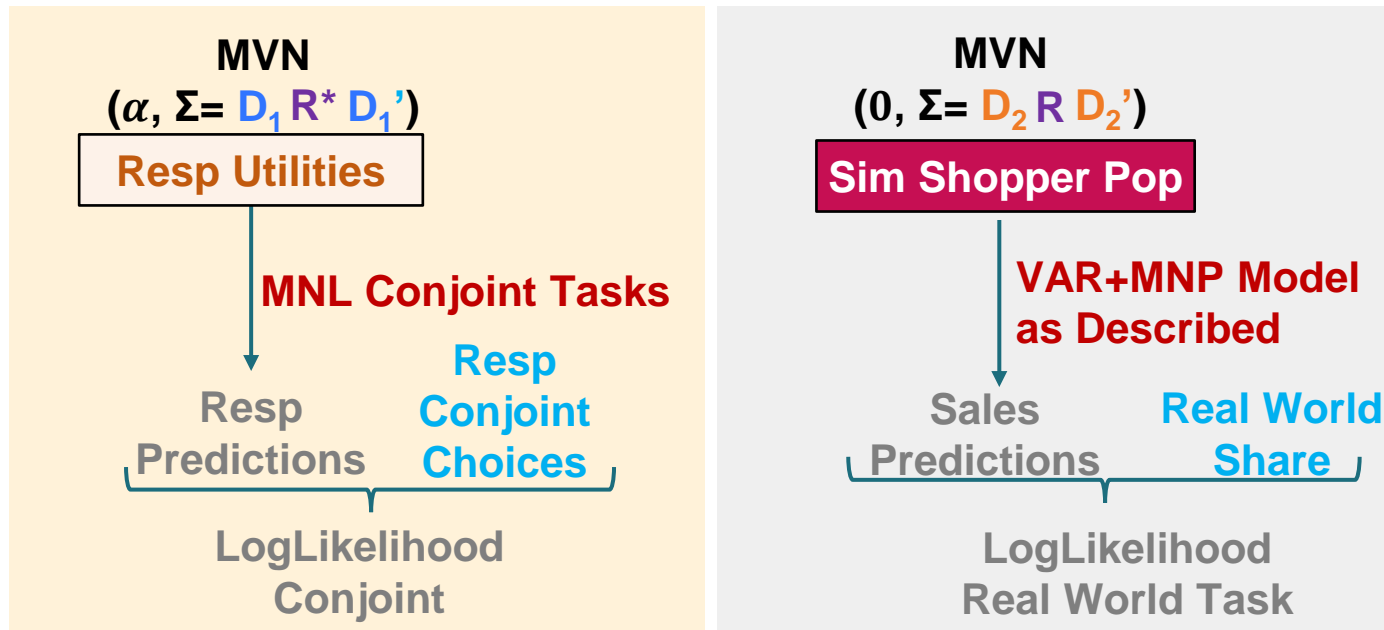 MVN
(α, Σ= D₁ R* D₁’)
Resp Utilities
MNL Conjoint Tasks
Resp
Predictions
Resp
Conjoint
Choices
LogLikelihood
Conjoint
MVN
(0, Σ= D₂ R D₂’)
Sim Shopper Pop
VAR+MNP Model
as Described
Sales
Predictions
Real World
Share
LogLikelihood
Real World Task